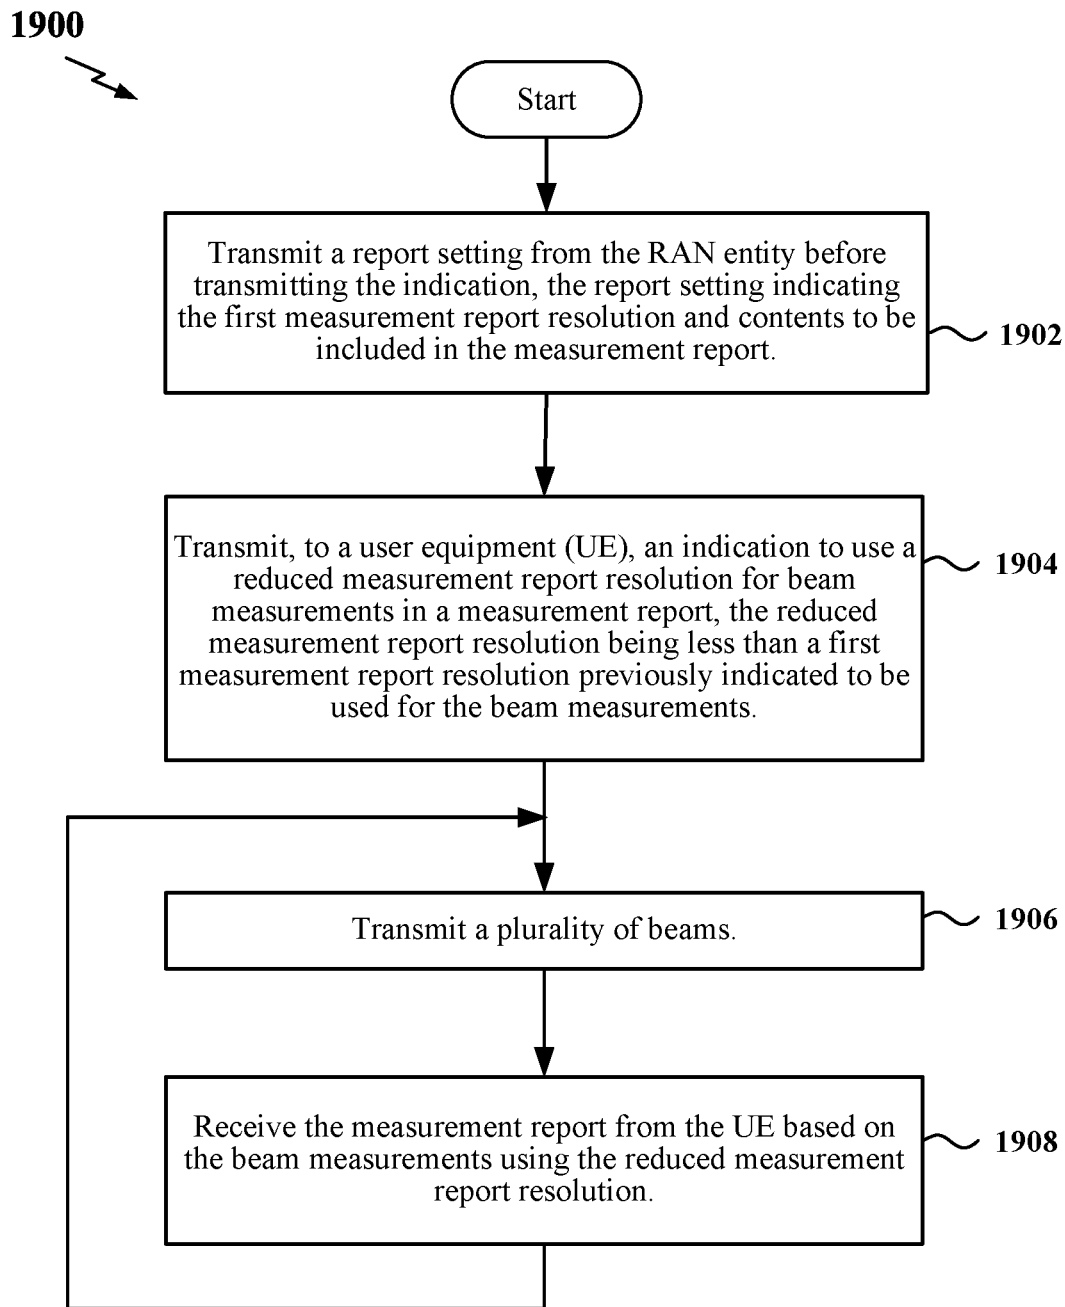 1900
Start
Transmit a report setting from the RAN entity before
transmitting the indication, the report setting indicating
the first measurement report resolution and contents to be
included in the measurement report.
1902
Transmit, to a user equipment (UE), an indication to use a
reduced measurement report resolution for beam
measurements in a measurement report, the reduced
measurement report resolution being less than a first
measurement report resolution previously indicated to be
used for the beam measurements.
1904
Transmit a plurality of beams.
1906
Receive the measurement report from the UE based on
the beam measurements using the reduced measurement
report resolution.
1908